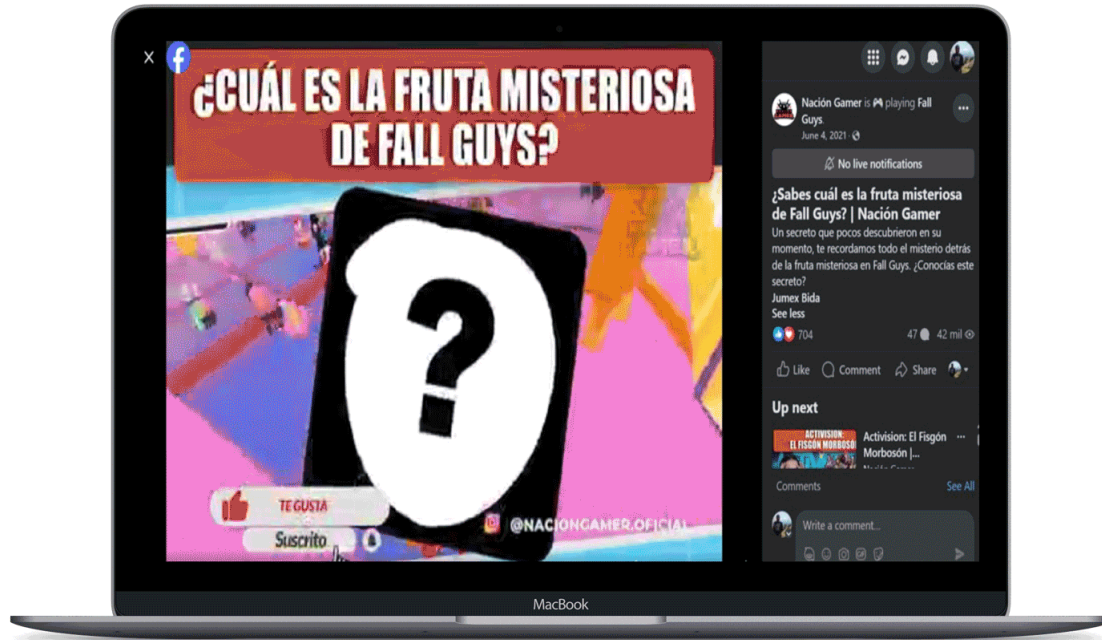 X
f
¿CUÁL ES LA FRUTA MISTERIOSA
DE FALL GUYS?
?
TE GUSTA
Suscrito
@NACIONGAMER.OFICIAL
Nación Gamer is 🎮 playing Fall
Guys.
June 4, 2021 ·
No live notifications
¿Sabes cuál es la fruta misteriosa
de Fall Guys? | Nación Gamer
Un secreto que pocos descubrieron en su
momento, te recordamos todo el misterio detrás
de la fruta misteriosa en Fall Guys. ¿Conocías este
secreto?
Jumex Bida
See less
704
47
42 mil
Like
Comment
Share
Up next
ACTIVISION:
EL FISGÓN MORBOSÓN
Activision: El Fisgón
Morbosón |...
Comments
See All
Write a comment...
GIF
MacBook